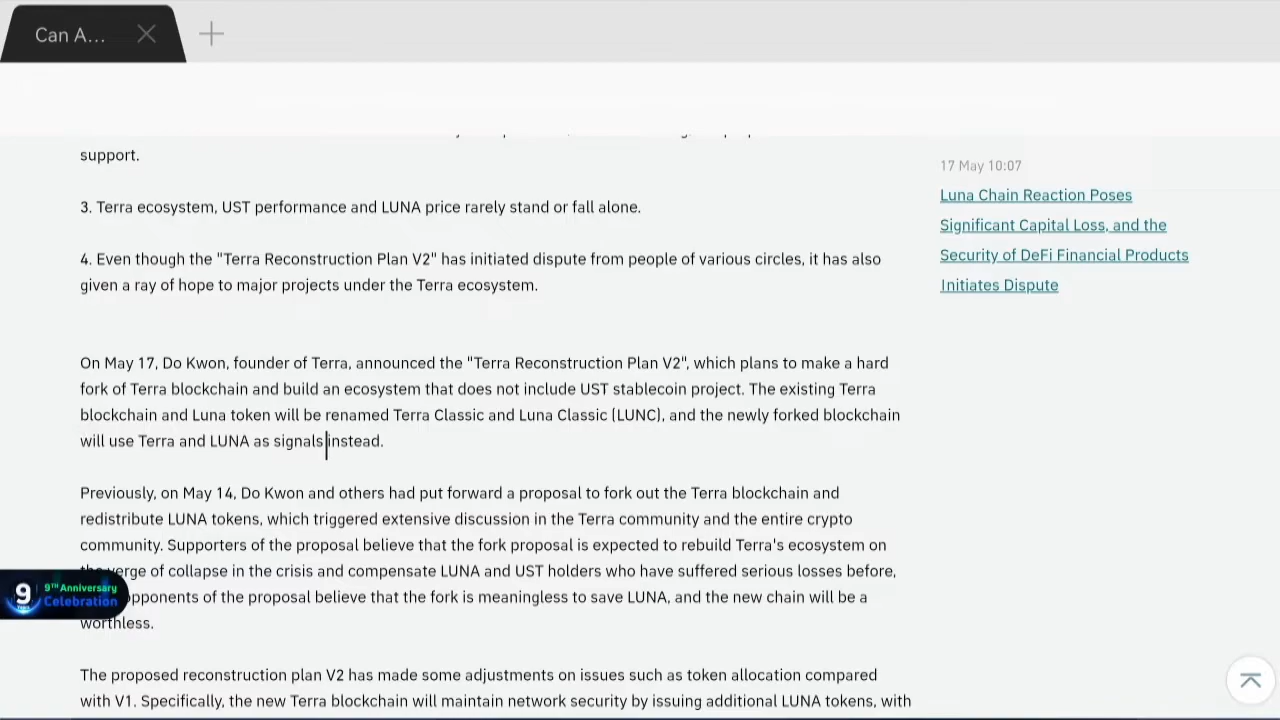 Can A...
support.
3. Terra ecosystem, UST performance and LUNA price rarely stand or fall alone.
4. Even though the "Terra Reconstruction Plan V2" has initiated dispute from people of various circles, it has also
given a ray of hope to major projects under the Terra ecosystem.
On May 17, Do Kwon, founder of Terra, announced the "Terra Reconstruction Plan V2", which plans to make a hard
fork of Terra blockchain and build an ecosystem that does not include UST stablecoin project. The existing Terra
blockchain and Luna token will be renamed Terra Classic and Luna Classic (LUNC), and the newly forked blockchain
will use Terra and LUNA as signals instead.
Previously, on May 14, Do Kwon and others had put forward a proposal to fork out the Terra blockchain and
redistribute LUNA tokens, which triggered extensive discussion in the Terra community and the entire crypto
community. Supporters of the proposal believe that the fork proposal is expected to rebuild Terra's ecosystem on
the verge of collapse in the crisis and compensate LUNA and UST holders who have suffered serious losses before,
opponents of the proposal believe that the fork is meaningless to save LUNA, and the new chain will be a
worthless.
The proposed reconstruction plan V2 has made some adjustments on issues such as token allocation compared
with V1. Specifically, the new Terra blockchain will maintain network security by issuing additional LUNA tokens, with
17 May 10:07
Luna Chain Reaction Poses
Significant Capital Loss, and the
Security of DeFi Financial Products
Initiates Dispute
9
9TH Anniversary
Celebration